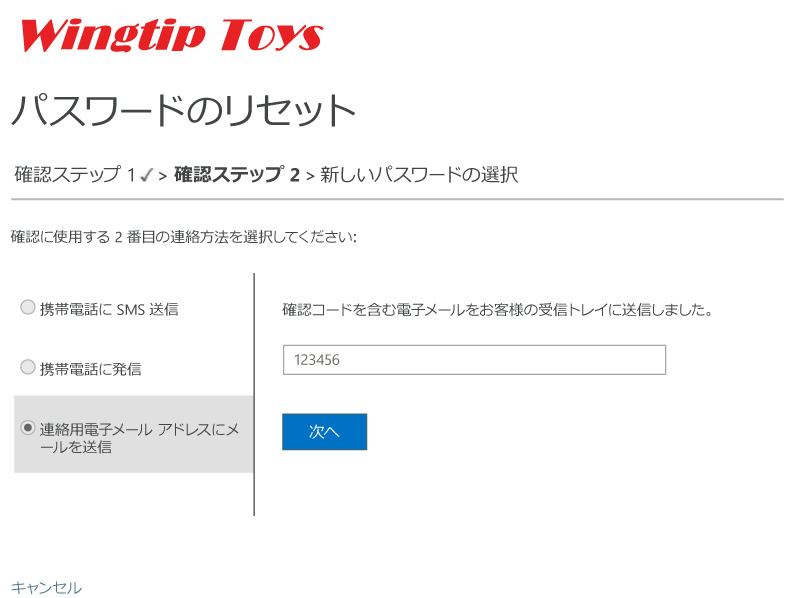 Wingtip Toys
パスワードのリセット
確認ステップ 1✓ > 確認ステップ 2 > 新しいパスワードの選択
確認に使用する 2 番目の連絡方法を選択してください:
携帯電話に SMS 送信
確認コードを含む電子メールをお客様の受信トレイに送信しました。
123456
携帯電話に発信
連絡用電子メール アドレスにメ
ールを送信
次へ
キャンセル